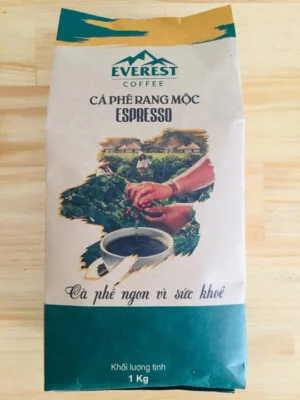 EVEREST
COFFEE
CÀ PHÊ RANG MỘC
ESPRESSO
Cà phê ngon vì sức khoẻ
Khối lượng tịnh
1 Kg